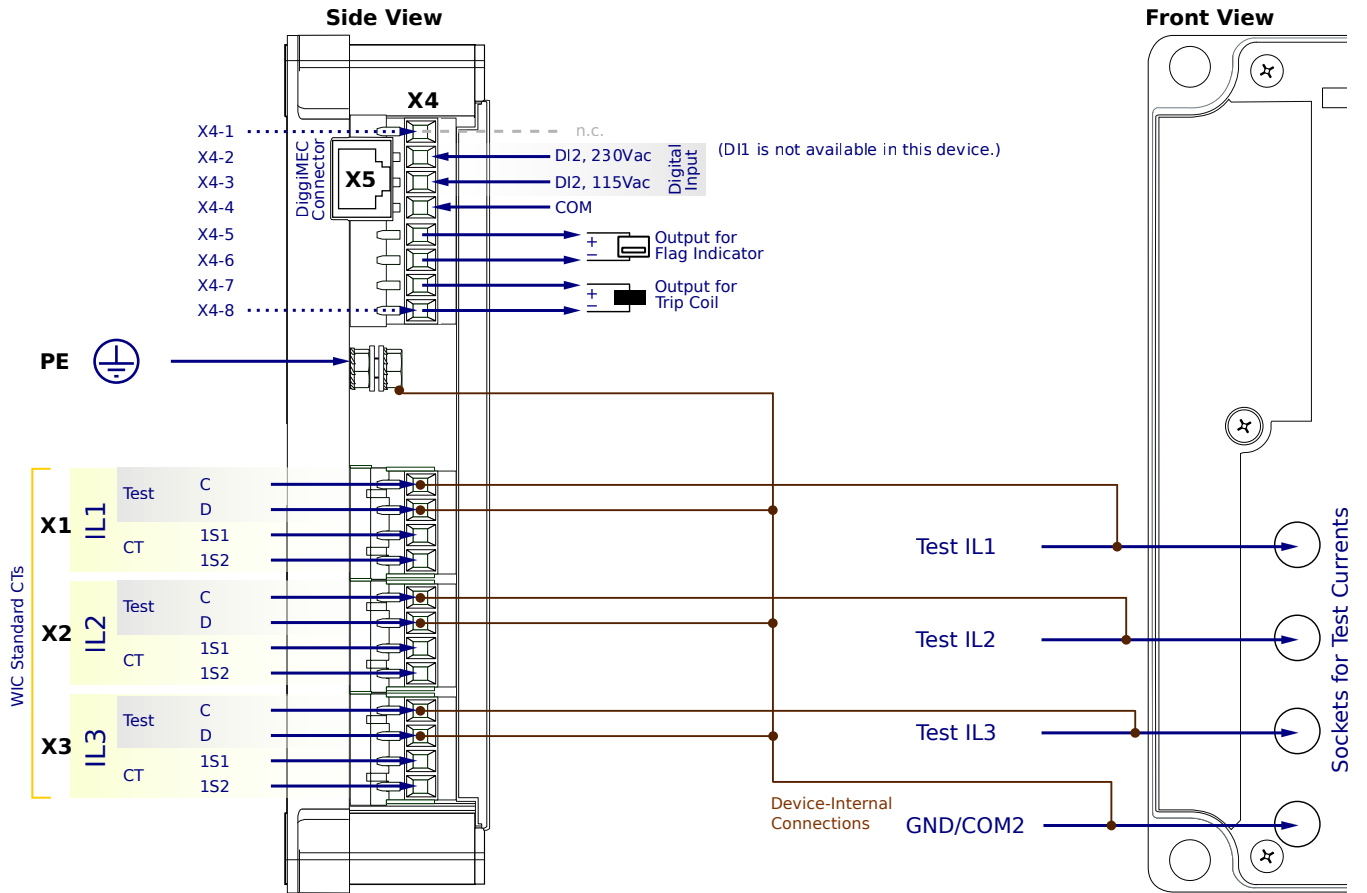 Side View
Front View
X4
X4-1
n.c.
X4-2
DI2, 230Vac
(DI1 is not available in this device.)
X4-3
DI2, 115Vac
Digital
Input
X4-4
COM
DiggiMEC
Connector
X5
X4-5
+
Output for
Flag Indicator
X4-6
−
X4-7
+
Output for
Trip Coil
X4-8
−
PE
WIC Standard CTs
X1
IL1
Test
C
D
CT
1S1
1S2
X2
IL2
Test
C
D
CT
1S1
1S2
X3
IL3
Test
C
D
CT
1S1
1S2
Test IL1
Test IL2
Test IL3
Device-Internal
Connections
GND/COM2
Sockets for Test Currents